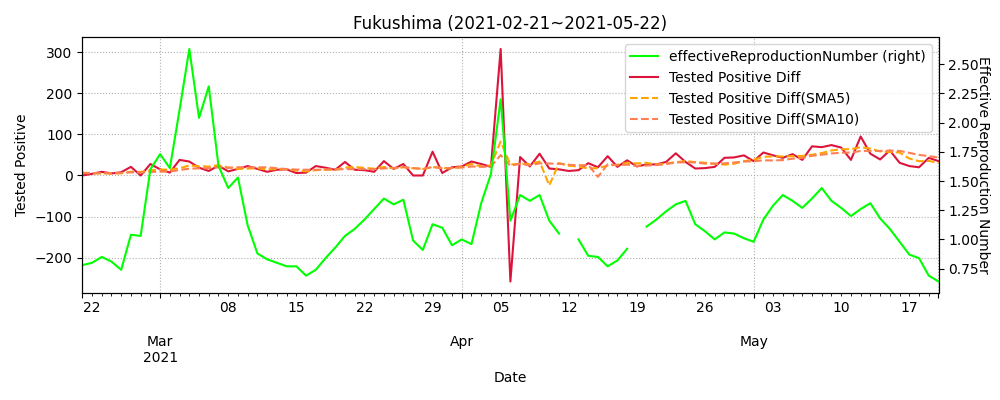 Fukushima (2021-02-21~2021-05-22)
effectiveReproductionNumber (right)
Tested Positive Diff
Tested Positive Diff(SMA5)
Tested Positive Diff(SMA10)
Tested Positive
300
200
100
0
−100
−200
2.50
2.25
2.00
1.75
1.50
1.25
1.00
0.75
Effective Reproduction Number
22 08 15 22 29 05 12 19 26 03 10 17
Mar Apr May
2021
Date